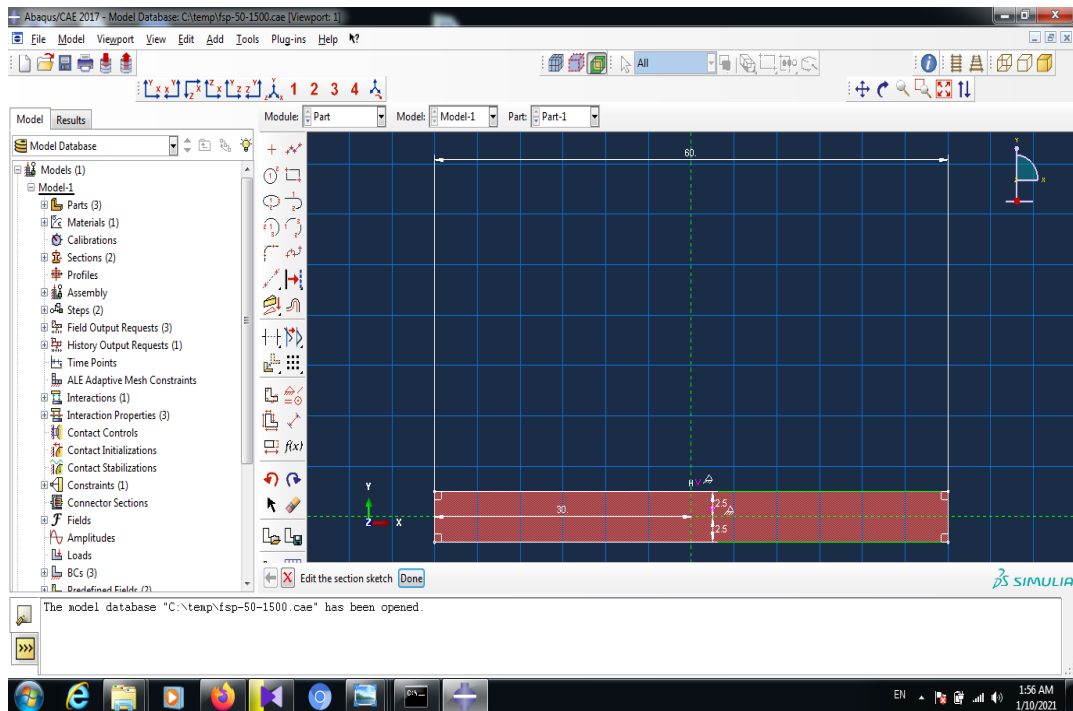 Abaqus/CAE 2017 - Model Database: C:\temp\fsp-50-1500.cae [Viewport: 1]
File Model Viewport View Edit Add Tools Plug-ins Help
All
1 2 3 4
Model Results
Module: Part Model: Model-1 Part: Part-1
Model Database
Models (1)
Model-1
Parts (3)
Materials (1)
Calibrations
Sections (2)
Profiles
Assembly
Steps (2)
Field Output Requests (3)
History Output Requests (1)
Time Points
ALE Adaptive Mesh Constraints
Interactions (1)
Interaction Properties (3)
Contact Controls
Contact Initializations
Contact Stabilizations
Constraints (1)
Connector Sections
Fields
Amplitudes
Loads
BCs (3)
Predefined Fields (2)
f(x)
60.
Y
X
H V
30.
2.5
2.5
Y
Z X
Edit the section sketch Done
SIMULIA
The model database "C:\temp\fsp-50-1500.cae" has been opened.
>>>
EN
1:56 AM
1/10/2021